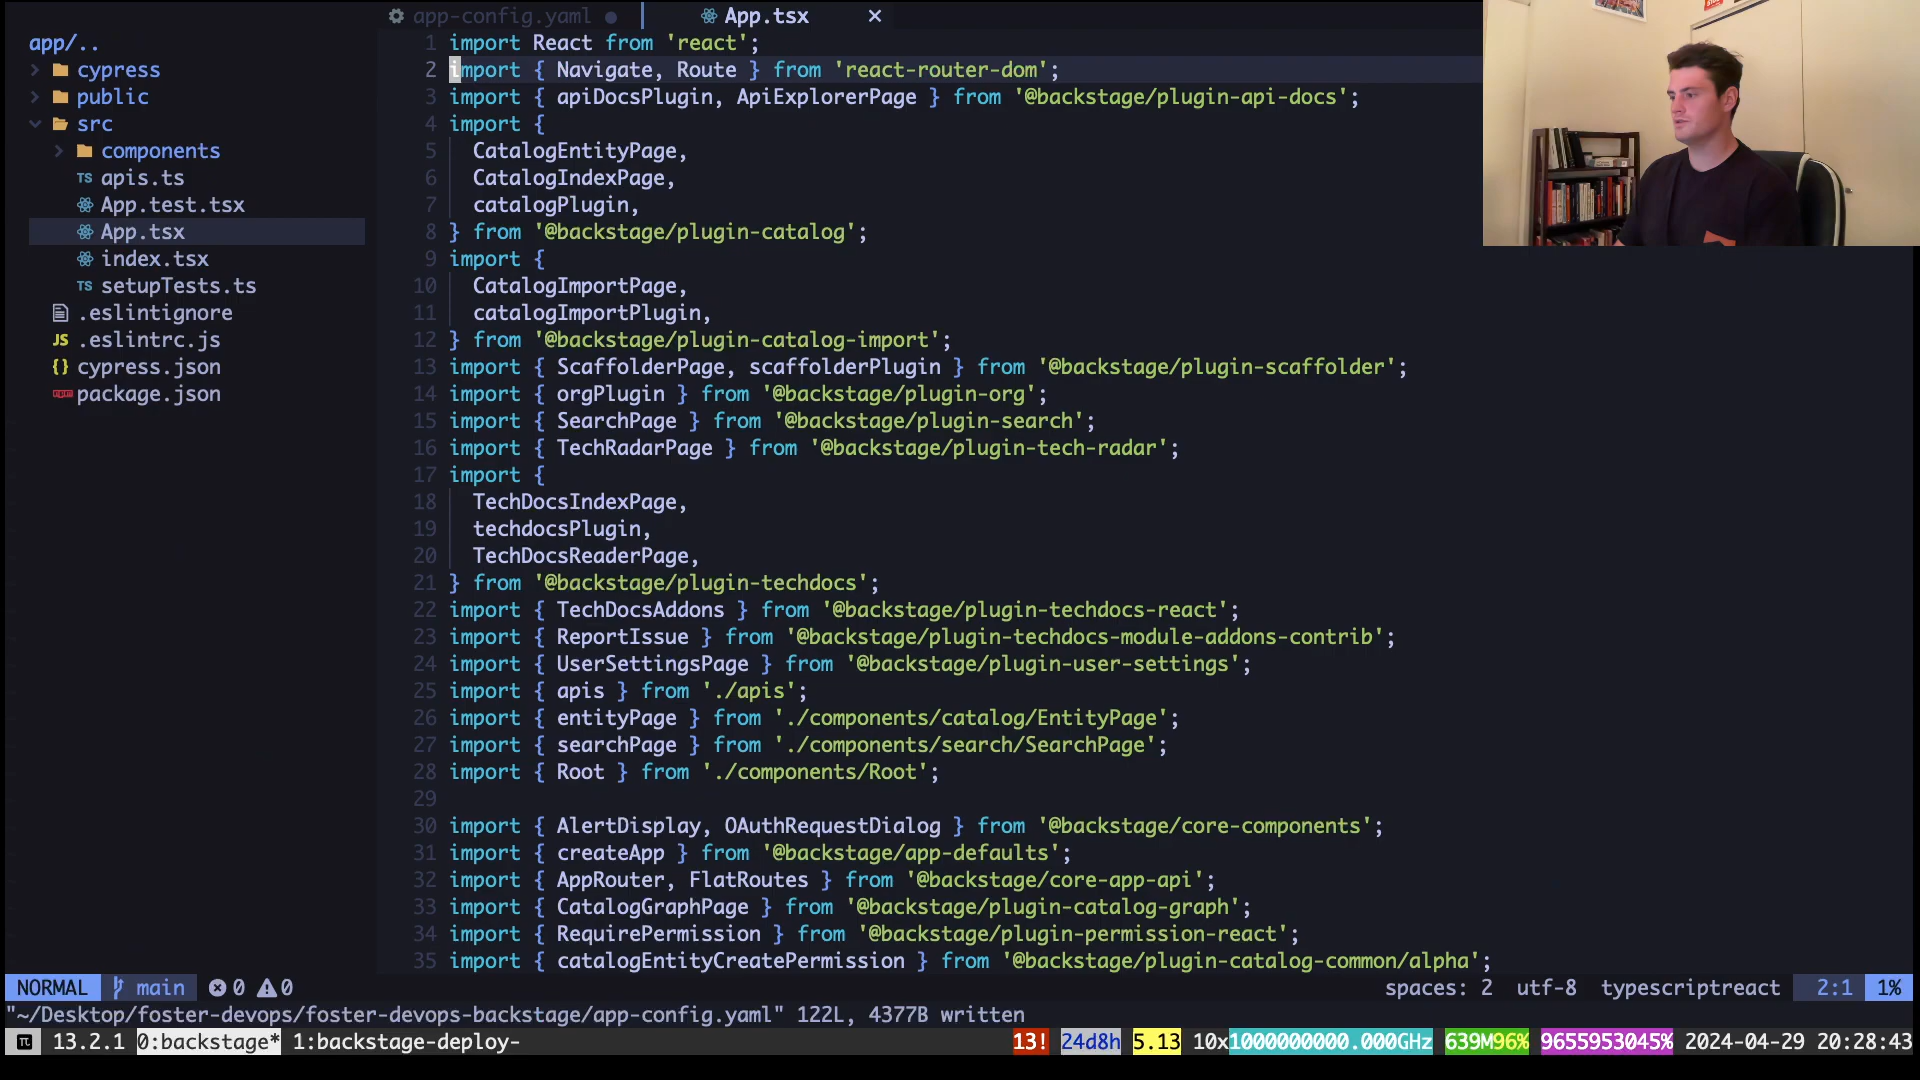 app-config.yaml ●
App.tsx ✕
app/..
cypress
public
src
components
TS apis.ts
App.test.tsx
App.tsx
index.tsx
TS setupTests.ts
.eslintignore
JS .eslintrc.js
{} cypress.json
package.json
1 import React from 'react';
2 import { Navigate, Route } from 'react-router-dom';
3 import { apiDocsPlugin, ApiExplorerPage } from '@backstage/plugin-api-docs';
4 import {
5 CatalogEntityPage,
6 CatalogIndexPage,
7 catalogPlugin,
8 } from '@backstage/plugin-catalog';
9 import {
10 CatalogImportPage,
11 catalogImportPlugin,
12 } from '@backstage/plugin-catalog-import';
13 import { ScaffolderPage, scaffolderPlugin } from '@backstage/plugin-scaffolder';
14 import { orgPlugin } from '@backstage/plugin-org';
15 import { SearchPage } from '@backstage/plugin-search';
16 import { TechRadarPage } from '@backstage/plugin-tech-radar';
17 import {
18 TechDocsIndexPage,
19 techdocsPlugin,
20 TechDocsReaderPage,
21 } from '@backstage/plugin-techdocs';
22 import { TechDocsAddons } from '@backstage/plugin-techdocs-react';
23 import { ReportIssue } from '@backstage/plugin-techdocs-module-addons-contrib';
24 import { UserSettingsPage } from '@backstage/plugin-user-settings';
25 import { apis } from './apis';
26 import { entityPage } from './components/catalog/EntityPage';
27 import { searchPage } from './components/search/SearchPage';
28 import { Root } from './components/Root';
29
30 import { AlertDisplay, OAuthRequestDialog } from '@backstage/core-components';
31 import { createApp } from '@backstage/app-defaults';
32 import { AppRouter, FlatRoutes } from '@backstage/core-app-api';
33 import { CatalogGraphPage } from '@backstage/plugin-catalog-graph';
34 import { RequirePermission } from '@backstage/plugin-permission-react';
35 import { catalogEntityCreatePermission } from '@backstage/plugin-catalog-common/alpha';
NORMAL main 0 0 spaces: 2 utf-8 typescriptreact 2:1 1%
"~/Desktop/foster-devops/foster-devops-backstage/app-config.yaml" 122L, 4377B written
13.2.1 0:backstage* 1:backstage-deploy- 13! 24d8h 5.13 10x1000000000.000GHz 639M96% 9655953045% 2024-04-29 20:28:43